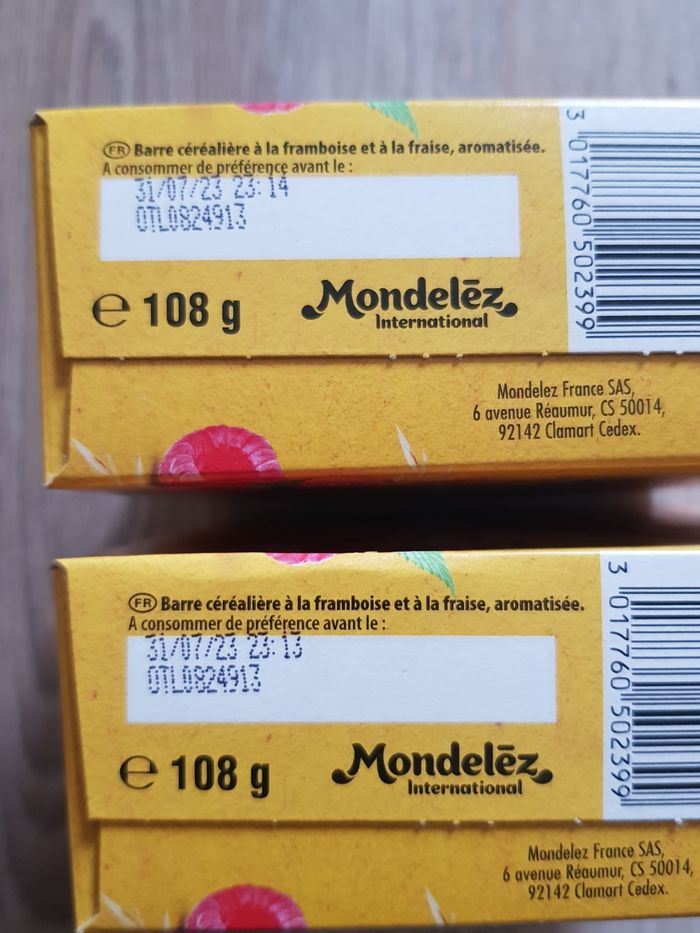 FR Barre céréalière à la framboise et à la fraise, aromatisée.
A consommer de préférence avant le :
31/07/23 23:14
OTL0824913
3 017760 502399
e 108 g
Mondelēz
International
Mondelez France SAS,
6 avenue Réaumur, CS 50014,
92142 Clamart Cedex.
FR Barre céréalière à la framboise et à la fraise, aromatisée.
A consommer de préférence avant le :
31/07/23 23:13
OTL0824913
3 017760 502399
e 108 g
Mondelēz
International
Mondelez France SAS,
6 avenue Réaumur, CS 50014,
92142 Clamart Cedex.